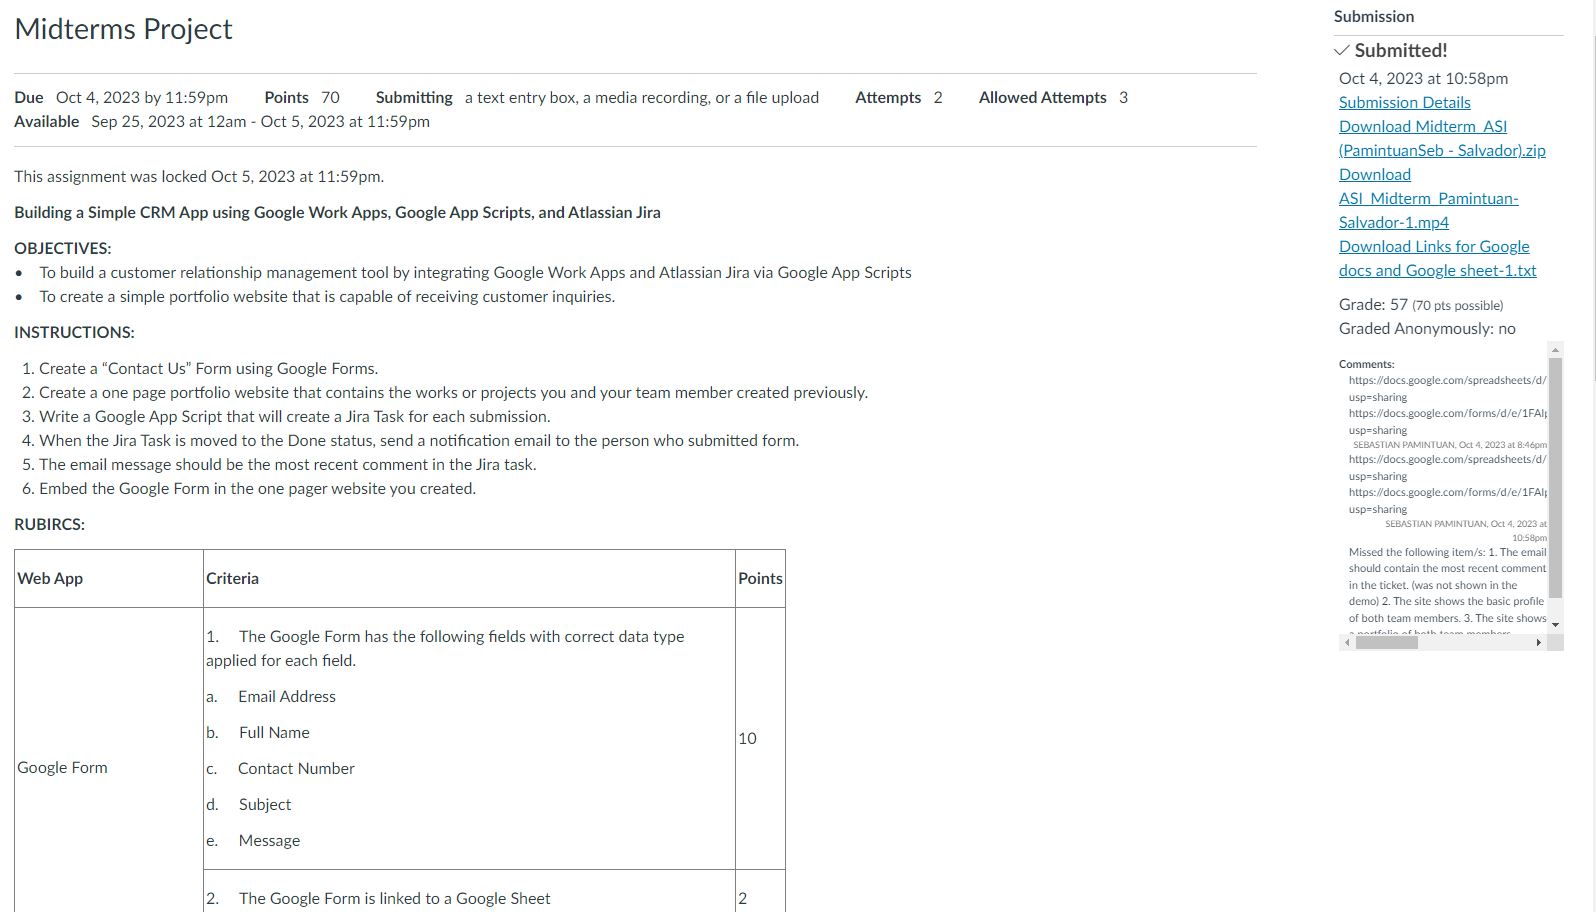 Midterms Project
Due Oct 4, 2023 by 11:59pm Points 70 Submitting a text entry box, a media recording, or a file upload Attempts 2 Allowed Attempts 3
Available Sep 25, 2023 at 12am - Oct 5, 2023 at 11:59pm
This assignment was locked Oct 5, 2023 at 11:59pm.
Building a Simple CRM App using Google Work Apps, Google App Scripts, and Atlassian Jira
OBJECTIVES:
• To build a customer relationship management tool by integrating Google Work Apps and Atlassian Jira via Google App Scripts
• To create a simple portfolio website that is capable of receiving customer inquiries.
INSTRUCTIONS:
1. Create a “Contact Us” Form using Google Forms.
2. Create a one page portfolio website that contains the works or projects you and your team member created previously.
3. Write a Google App Script that will create a Jira Task for each submission.
4. When the Jira Task is moved to the Done status, send a notification email to the person who submitted form.
5. The email message should be the most recent comment in the Jira task.
6. Embed the Google Form in the one pager website you created.
RUBIRCS:
Web App Criteria Points
Google Form
1. The Google Form has the following fields with correct data type
applied for each field.
a. Email Address
b. Full Name
c. Contact Number
d. Subject
e. Message
10
2. The Google Form is linked to a Google Sheet 2
Submission
✓ Submitted!
Oct 4, 2023 at 10:58pm
Submission Details
Download Midterm_ASI
(PamintuanSeb - Salvador).zip
Download
ASI_Midterm_Pamintuan-
Salvador-1.mp4
Download Links for Google
docs and Google sheet-1.txt
Grade: 57 (70 pts possible)
Graded Anonymously: no
Comments:
https://docs.google.com/spreadsheets/d/
usp=sharing
https://docs.google.com/forms/d/e/1FAIp
usp=sharing
SEBASTIAN PAMINTUAN, Oct 4, 2023 at 8:46pm
https://docs.google.com/spreadsheets/d/
usp=sharing
https://docs.google.com/forms/d/e/1FAIp
usp=sharing
SEBASTIAN PAMINTUAN, Oct 4, 2023 at
10:58pm
Missed the following item/s: 1. The email
should contain the most recent comment
in the ticket. (was not shown in the
demo) 2. The site shows the basic profile
of both team members. 3. The site shows
a portfolio of both team members